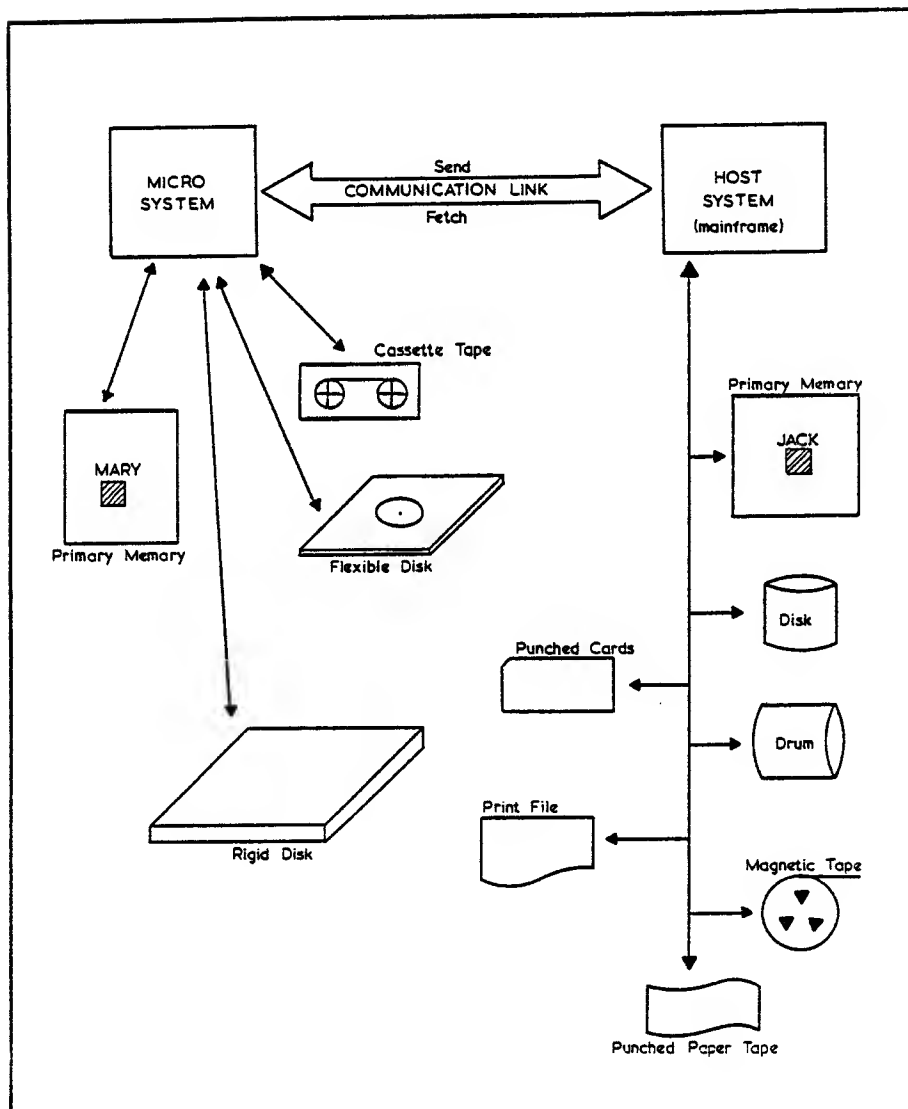 MICRO
SYSTEM
Send
COMMUNICATION LINK
Fetch
HOST
SYSTEM
(mainframe)
Cassette Tape
Primary Memory
JACK
MARY
Primary Memary
Flexible Disk
Disk
Punched Cards
Drum
Print File
Rigid Disk
Magnetic Tape
Punched Paper Tape